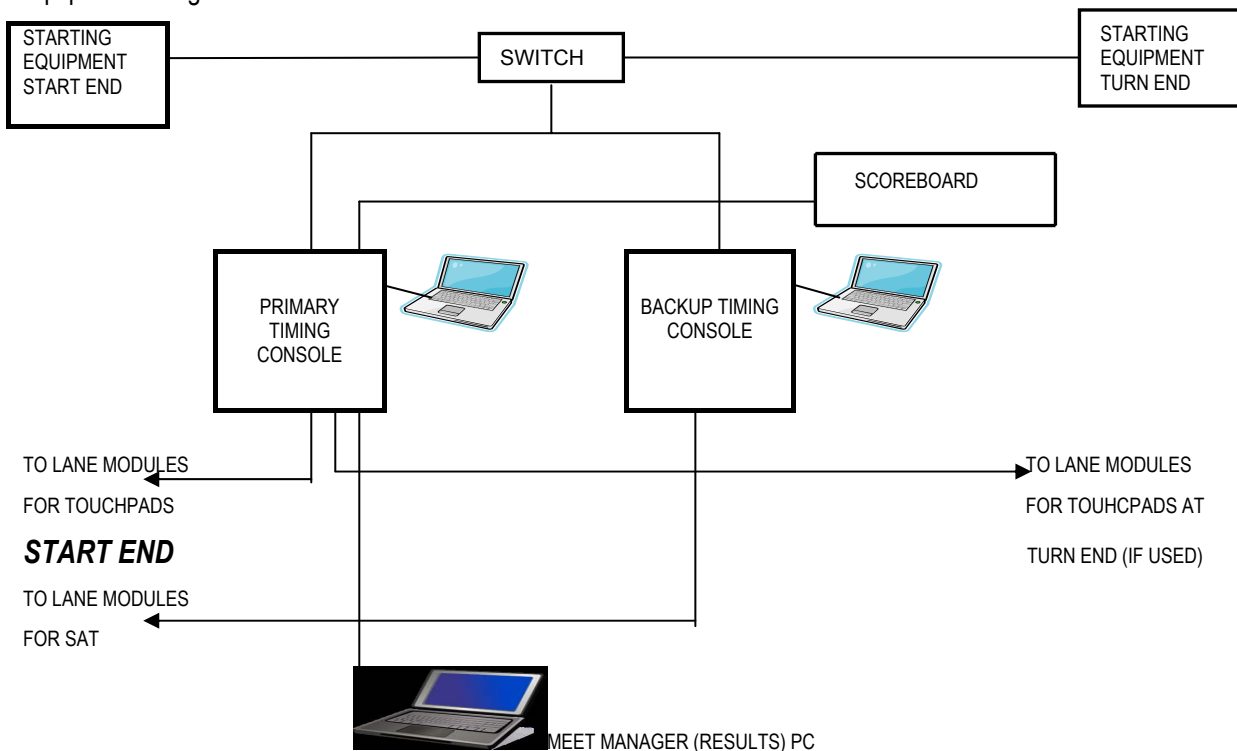 STARTING
EQUIPMENT
START END
SWITCH
STARTING
EQUIPMENT
TURN END
SCOREBOARD
PRIMARY
TIMING
CONSOLE
BACKUP TIMING
CONSOLE
TO LANE MODULES
FOR TOUCHPADS
START END
TO LANE MODULES
FOR SAT
TO LANE MODULES
FOR TOUHCPADS AT
TURN END (IF USED)
MEET MANAGER (RESULTS) PC